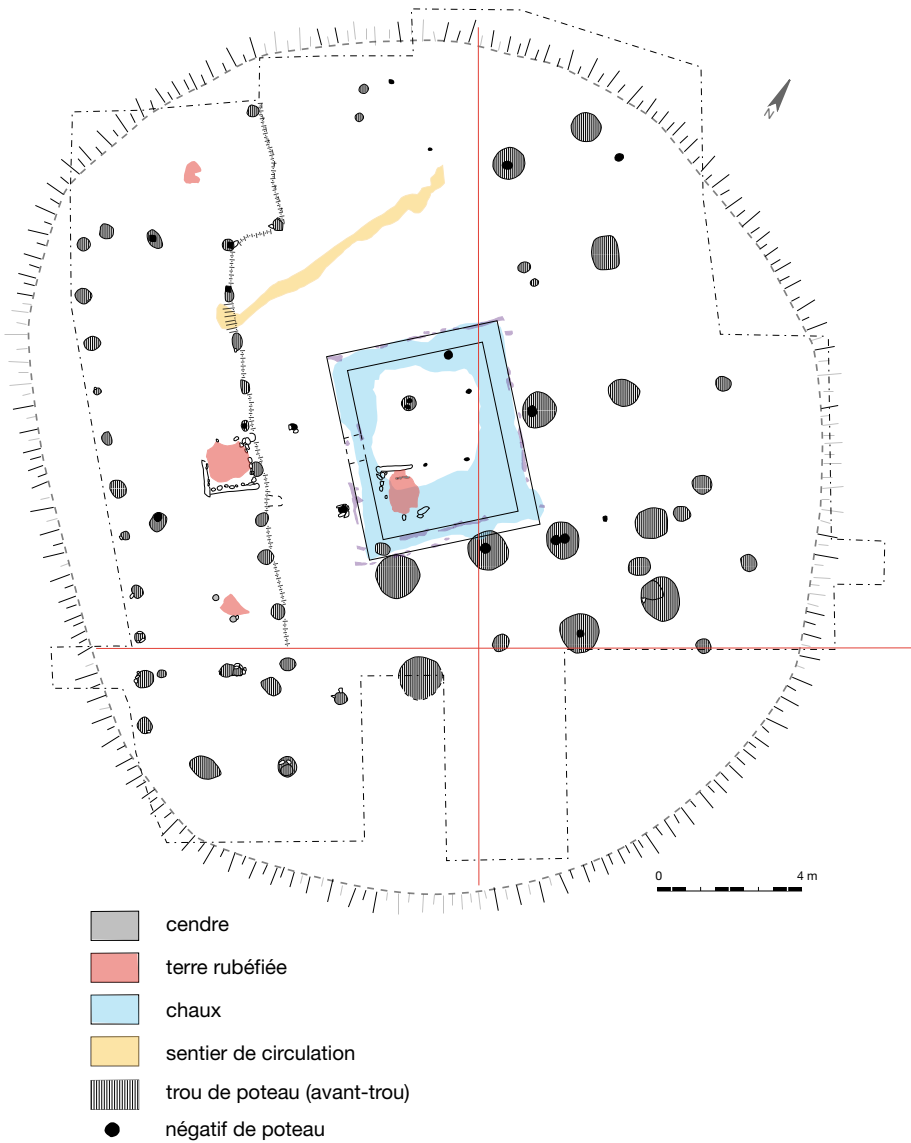 N
0 4 m
cendre
terre rubéfiée
chaux
sentier de circulation
trou de poteau (avant-trou)
négatif de poteau